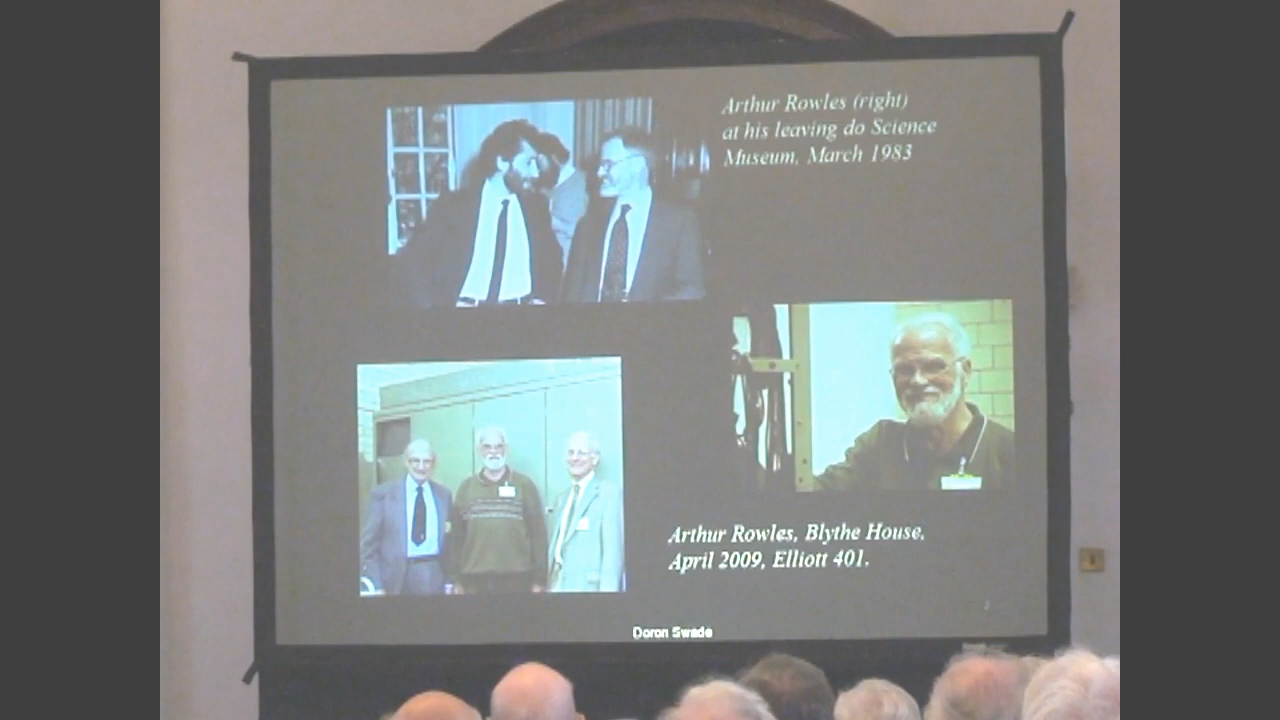 Arthur Rowles (right)
at his leaving do Science
Museum, March 1983
Arthur Rowles, Blythe House,
April 2009, Elliott 401.
Doron Swade